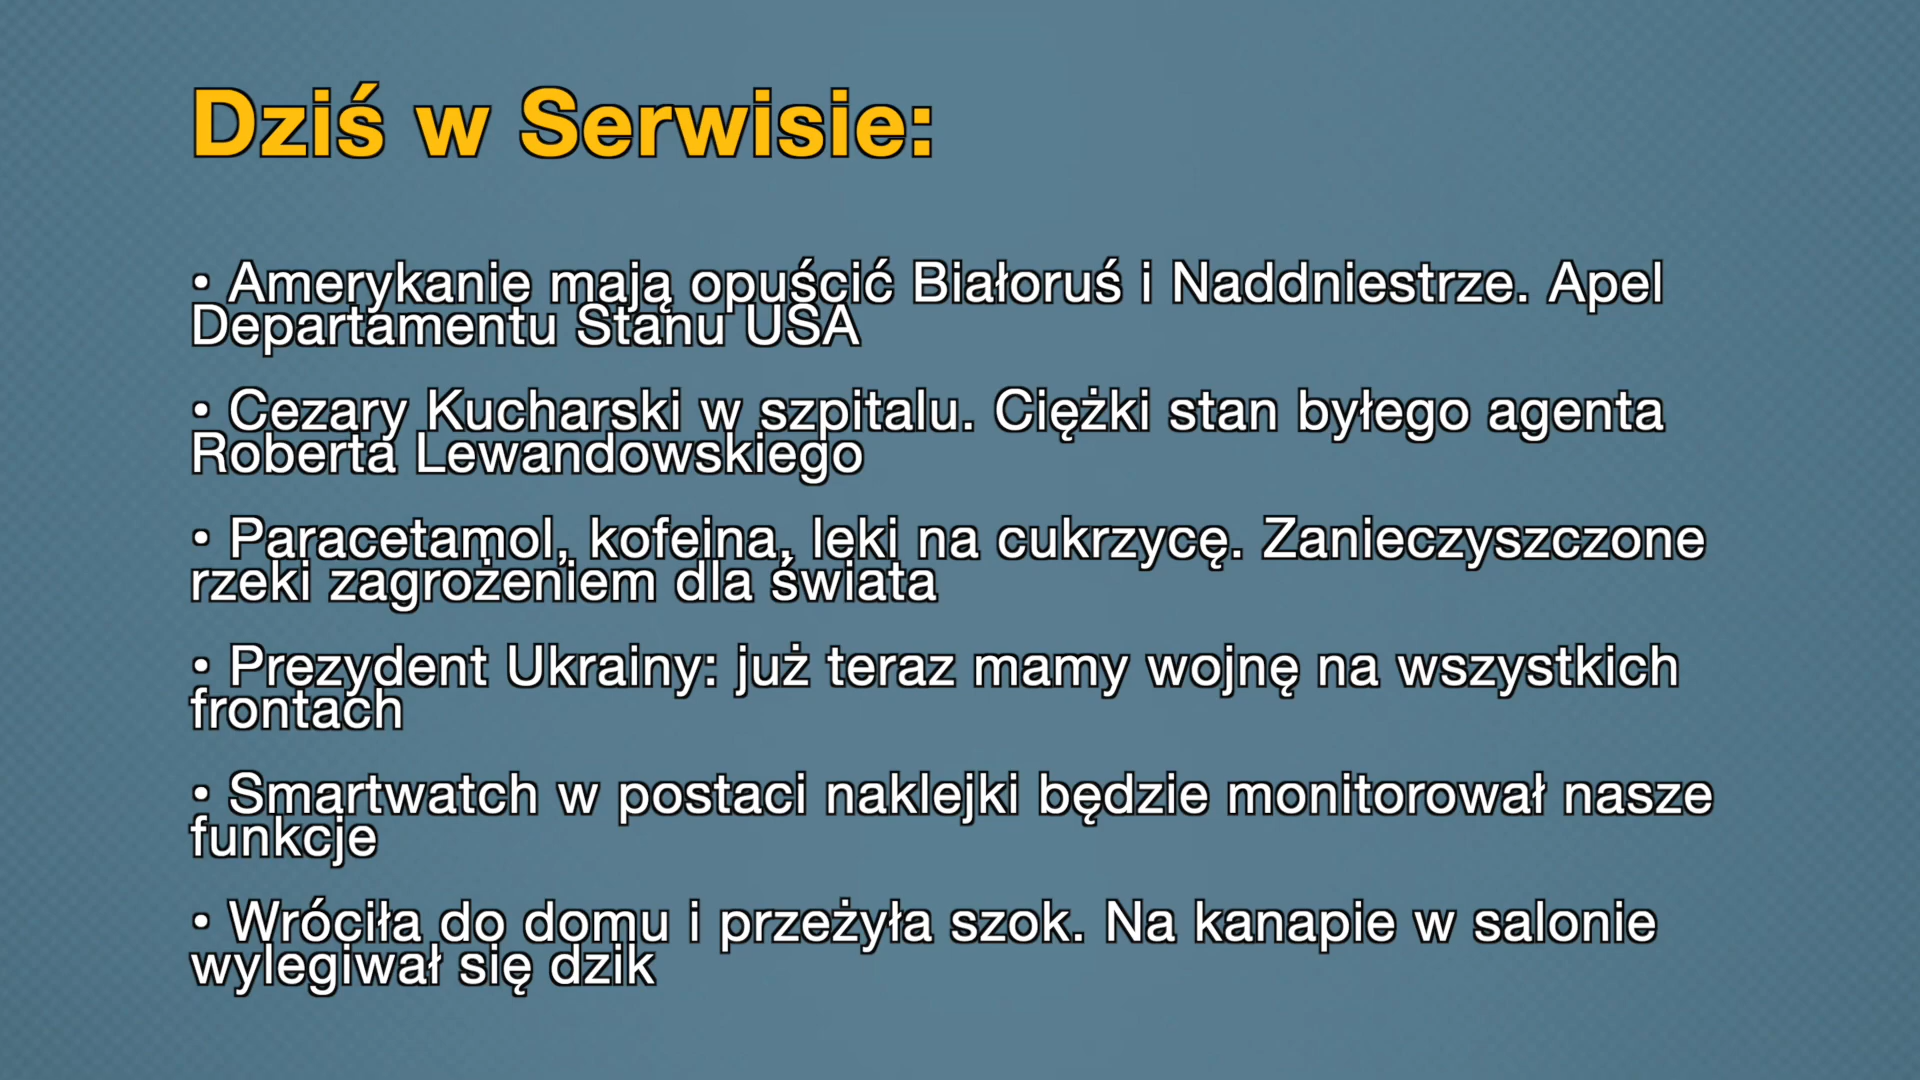 Dziś w Serwisie:
• Amerykanie mają opuścić Białoruś i Naddniestrze. Apel
Departamentu Stanu USA
• Cezary Kucharski w szpitalu. Ciężki stan byłego agenta
Roberta Lewandowskiego
• Paracetamol, kofeina, leki na cukrzycę. Zanieczyszczone
rzeki zagrożeniem dla świata
• Prezydent Ukrainy: już teraz mamy wojnę na wszystkich
frontach
• Smartwatch w postaci naklejki będzie monitorował nasze
funkcje
• Wróciła do domu i przeżyła szok. Na kanapie w salonie
wylegiwał się dzik